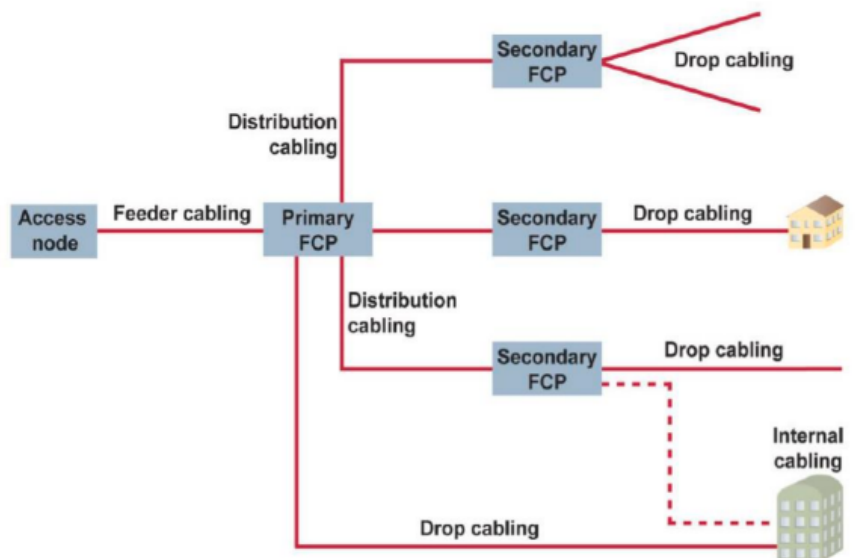 Secondary
FCP
Drop cabling
Distribution
cabling
Access
node
Feeder cabling
Primary
FCP
Secondary
FCP
Drop cabling
Distribution
cabling
Secondary
FCP
Drop cabling
Internal
cabling
Drop cabling